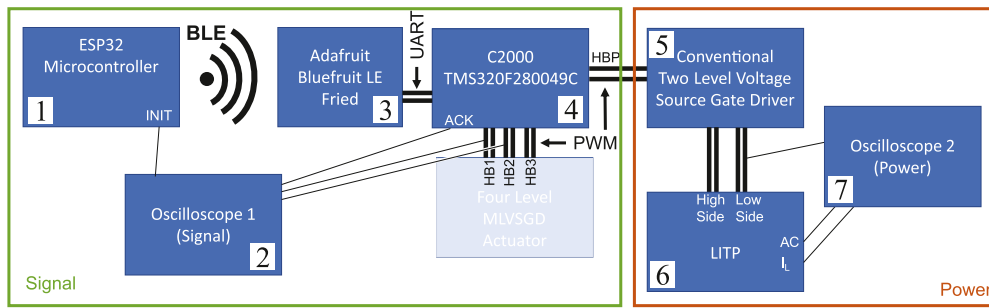 ESP32
Microcontroller
INIT
1
BLE
Adafruit
Bluefruit LE
Fried
3
UART
C2000
TMS320F280049C
ACK
4
HBP
PWM
HB1
HB2
HB3
Four Level
MLVSGD
Actuator
Oscilloscope 1
(Signal)
2
Signal
5
Conventional
Two Level Voltage
Source Gate Driver
Oscilloscope 2
(Power)
7
High
Side
Low
Side
LITP
AC
IL
6
Power